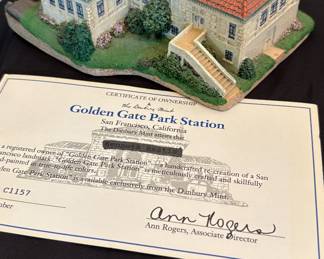 CERTIFICATE OF OWNERSHIP
The Danbury Mint
Golden Gate Park Station
San Francisco, California
The Danbury Mint attests that
a registered owner of "Golden Gate Park Station," a handcrafted re-creation of a San
Francisco landmark. "Golden Gate Park Station" is meticulously crafted and skillfully
hand-painted in true-to-life colors.
Golden Gate Park Station" is available exclusively from the Danbury Mint.
C1157
Ann Rogers
Ann Rogers, Associate Director